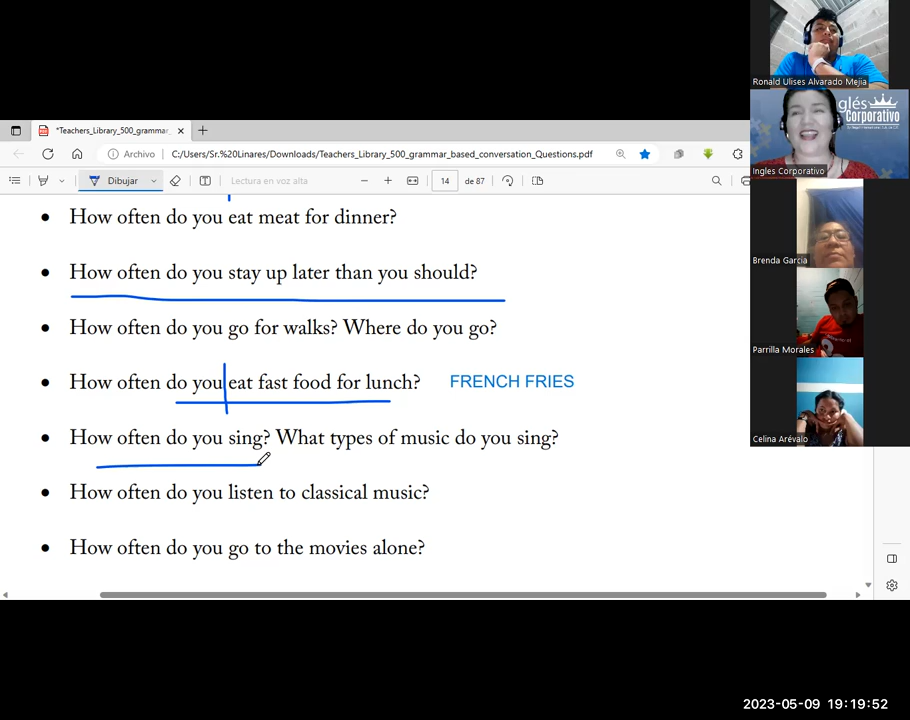 Ronald Ulises Alvarado Mejia
glés
Corporativo
Ingles Corporativo
*Teachers_Library_500_grammar_
Archivo
C:/Users/Sr.%20Linares/Downloads/Teachers_Library_500_grammar_based_conversation_Questions.pdf
Dibujar
Lectura en voz alta
14
de 87
How often do you eat meat for dinner?
How often do you stay up later than you should?
How often do you go for walks? Where do you go?
How often do you eat fast food for lunch? FRENCH FRIES
How often do you sing? What types of music do you sing?
How often do you listen to classical music?
How often do you go to the movies alone?
Brenda García
Parrilla Morales
Celina Arévalo
2023-05-09 19:19:52